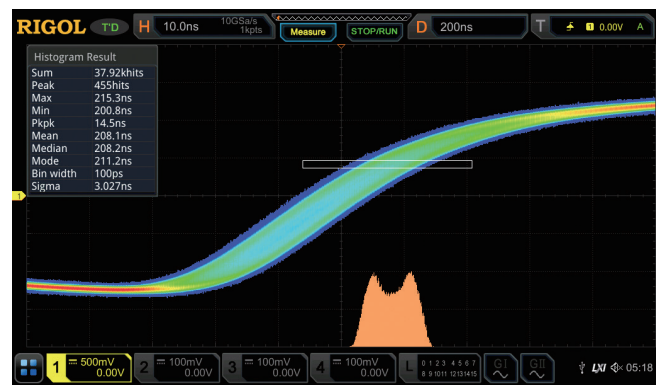 RIGOL T'D H 10.0ns 10GSa/s 1kpts Measure STOP/RUN D 200ns T 1 0.00V A
Histogram Result
Sum 37.92khits
Peak 455hits
Max 215.3ns
Min 200.8ns
Pkpk 14.5ns
Mean 208.1ns
Median 208.2ns
Mode 211.2ns
Bin width 100ps
Sigma 3.027ns
1
1 500mV 0.00V 2 100mV 0.00V 3 100mV 0.00V 4 100mV 0.00V L 0 1 2 3 4 5 6 7 8 9 10 11 12 13 14 15 GI GII LXI 05:18